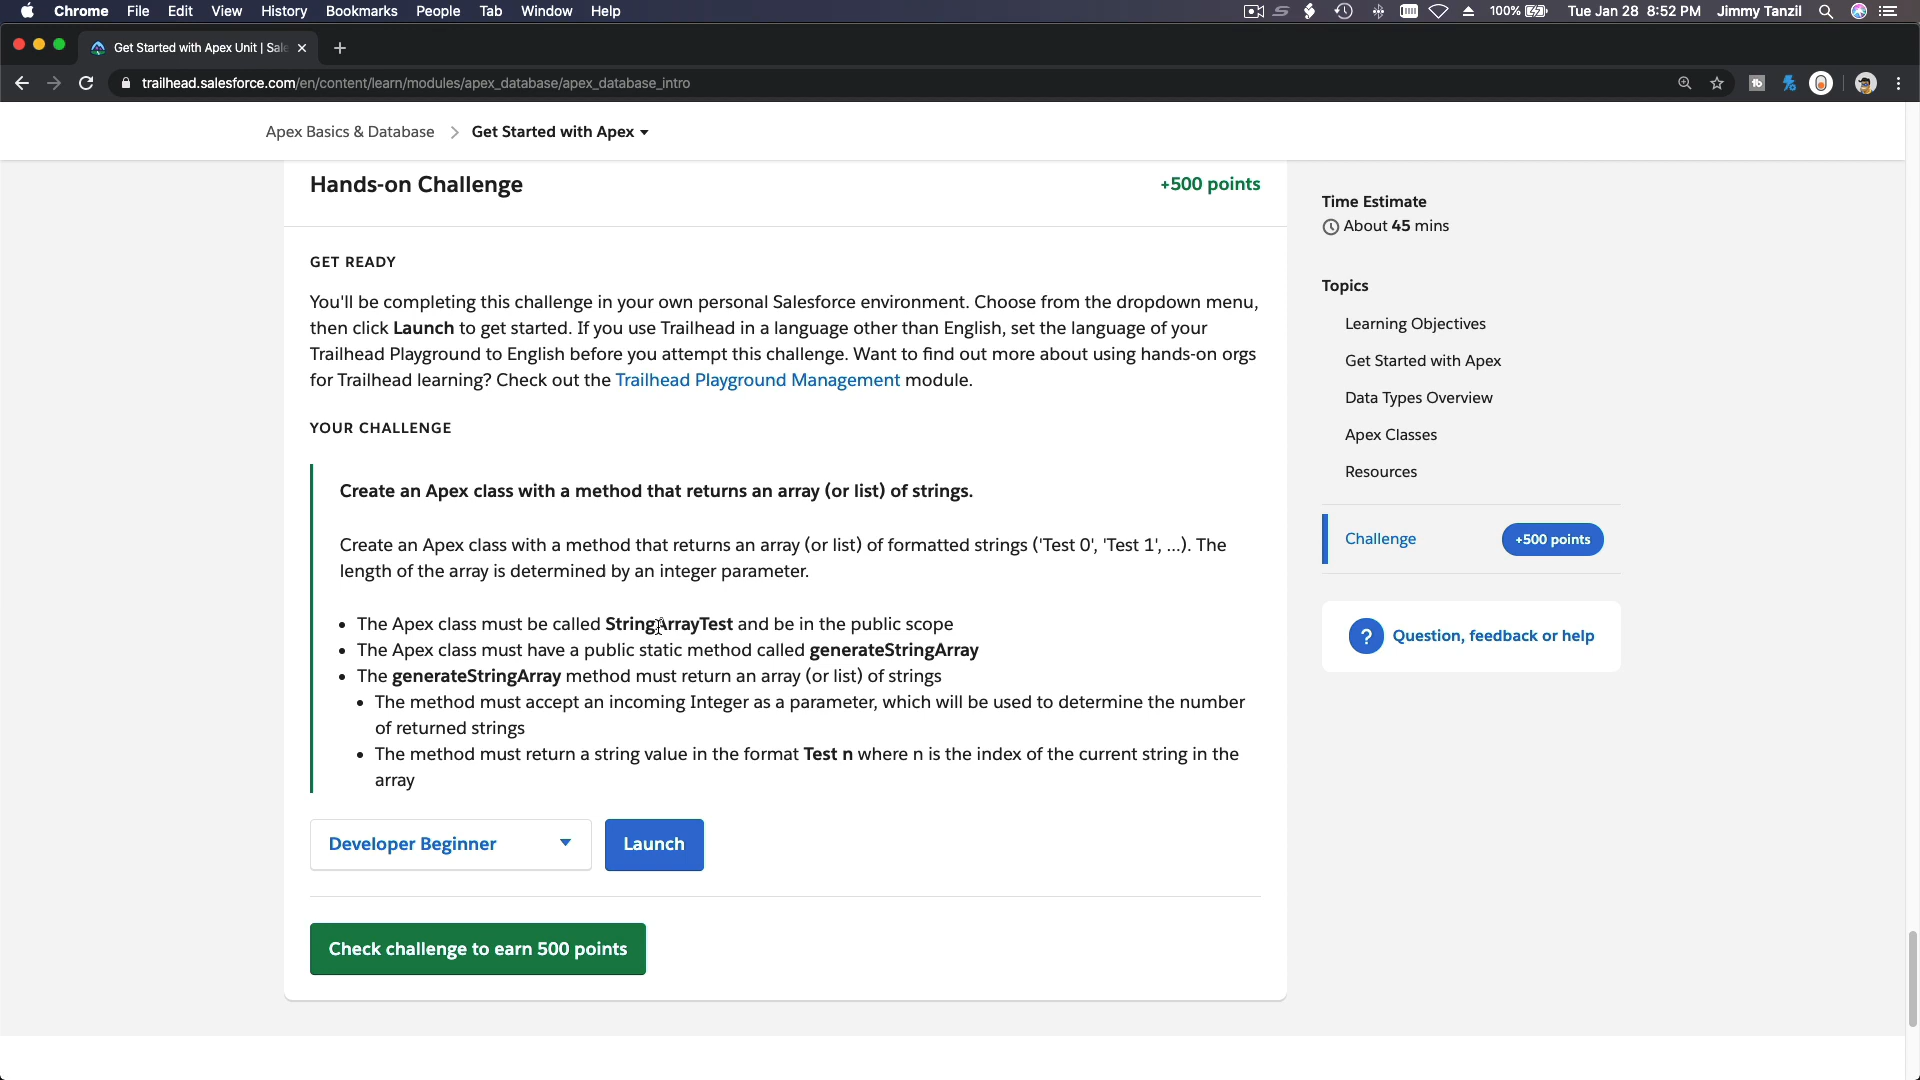 Chrome File Edit View History Bookmarks People Tab Window Help 100% Tue Jan 28 8:52 PM Jimmy Tanzil
Get Started with Apex Unit | Sale
trailhead.salesforce.com/en/content/learn/modules/apex_database/apex_database_intro
Apex Basics & Database > Get Started with Apex
Hands-on Challenge +500 points
GET READY
You'll be completing this challenge in your own personal Salesforce environment. Choose from the dropdown menu,
then click Launch to get started. If you use Trailhead in a language other than English, set the language of your
Trailhead Playground to English before you attempt this challenge. Want to find out more about using hands-on orgs
for Trailhead learning? Check out the Trailhead Playground Management module.
YOUR CHALLENGE
Create an Apex class with a method that returns an array (or list) of strings.
Create an Apex class with a method that returns an array (or list) of formatted strings ('Test 0', 'Test 1', ...). The
length of the array is determined by an integer parameter.
• The Apex class must be called StringArrayTest and be in the public scope
• The Apex class must have a public static method called generateStringArray
• The generateStringArray method must return an array (or list) of strings
• The method must accept an incoming Integer as a parameter, which will be used to determine the number
of returned strings
• The method must return a string value in the format Test n where n is the index of the current string in the
array
Developer Beginner
Launch
Check challenge to earn 500 points
Time Estimate
About 45 mins
Topics
Learning Objectives
Get Started with Apex
Data Types Overview
Apex Classes
Resources
Challenge +500 points
? Question, feedback or help